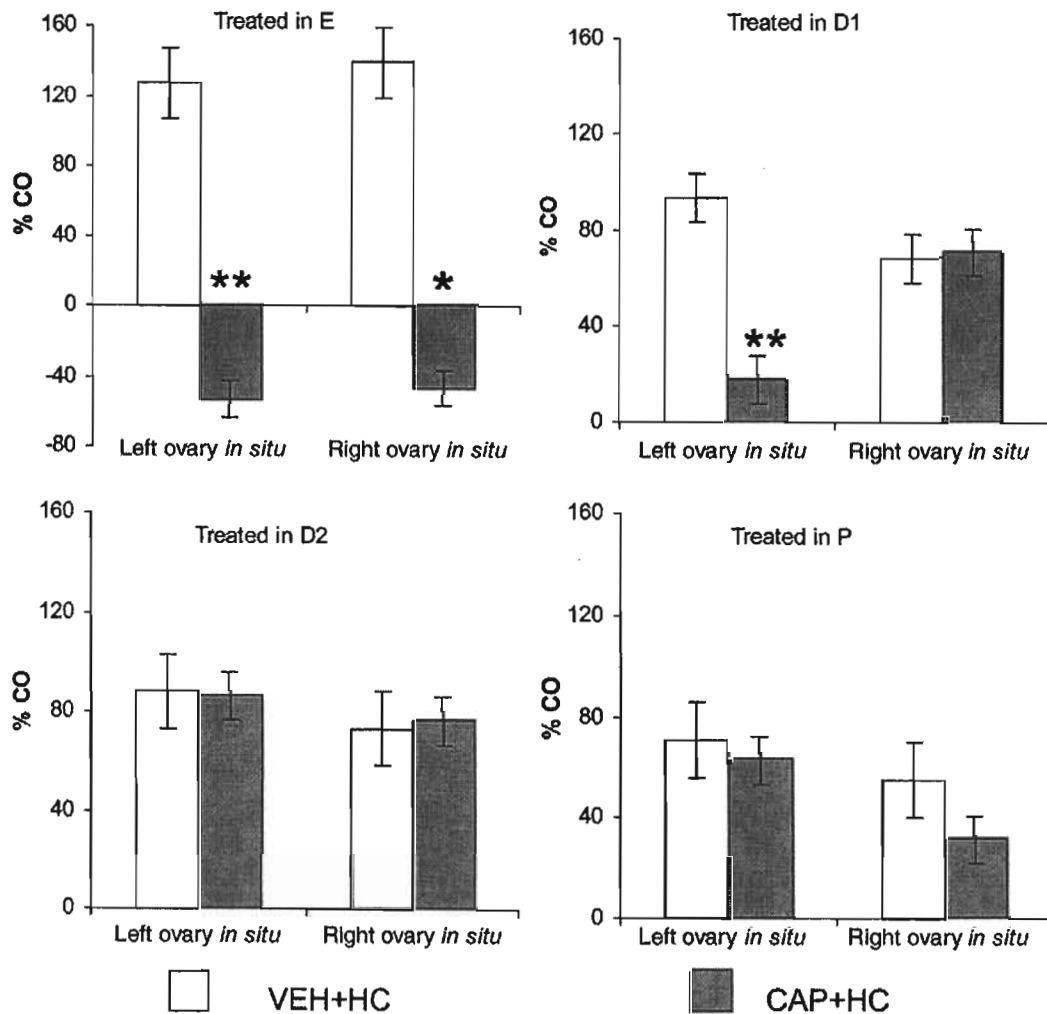 Treated in E
% CO
160
120
80
40
0
-40
-80
**
*
Left ovary in situ
Right ovary in situ
Treated in D1
% CO
160
120
80
40
0
**
Left ovary in situ
Right ovary in situ
Treated in D2
% CO
160
120
80
40
0
Left ovary in situ
Right ovary in situ
Treated in P
% CO
160
120
80
40
0
Left ovary in situ
Right ovary in situ
VEH+HC
CAP+HC